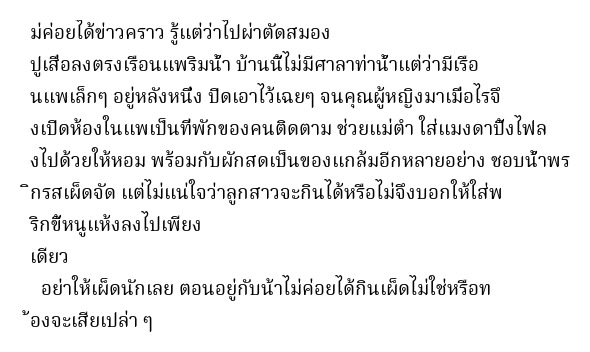 ม่ค่อยได้ข่าวคราว รู้แต่ว่าไปผ่าตัดสมอง
ปูเสื่อลงตรงเรือนแพริมน้ำ บ้านนี้ไม่มีศาลาท่าน้ำแต่ว่ามีเรือ
นแพเล็กๆ อยู่หลังหนึ่ง ปิดเอาไว้เฉยๆ จนคุณผู้หญิงมาเมื่อไรจึ
งเปิดห้องในแพเป็นที่พักของคนติดตาม ช่วยแม่ตำ ใส่แมงดาปิ้งไฟล
งไปด้วยให้หอม พร้อมกับผักสดเป็นของแกล้มอีกหลายอย่าง ชอบน้ำพร
ิกรสเผ็ดจัด แต่ไม่แน่ใจว่าลูกสาวจะกินได้หรือไม่จึงบอกให้ใส่พ
ริกขี้หนูแห้งลงไปเพียง
เดียว
อย่าให้เผ็ดนักเลย ตอนอยู่กับน้าไม่ค่อยได้กินเผ็ดไม่ใช่หรือท
้องจะเสียเปล่า ๆ